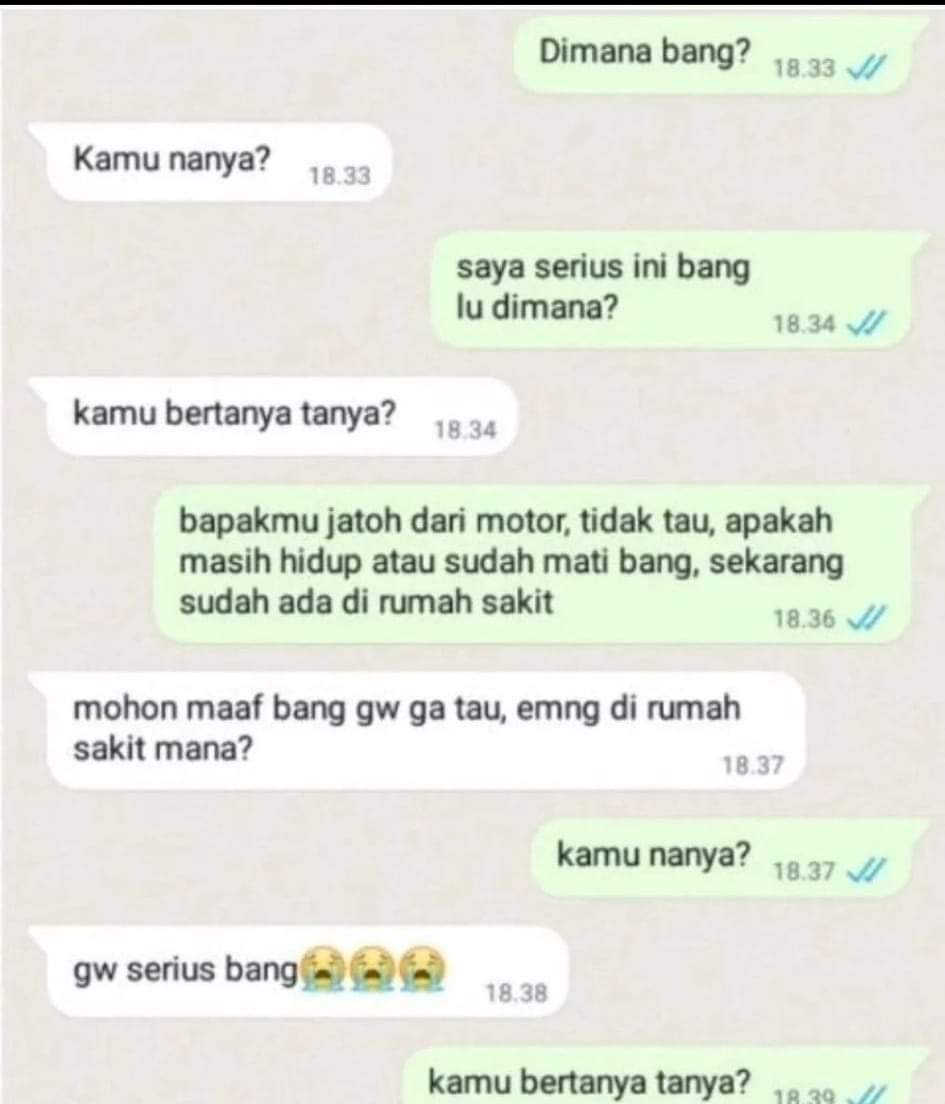 Dimana bang? 18.33
Kamu nanya? 18.33
saya serius ini bang
lu dimana? 18.34
kamu bertanya tanya? 18.34
bapakmu jatoh dari motor, tidak tau, apakah
masih hidup atau sudah mati bang, sekarang
sudah ada di rumah sakit 18.36
mohon maaf bang gw ga tau, emng di rumah
sakit mana? 18.37
kamu nanya? 18.37
gw serius bang😭😭😭 18.38
kamu bertanya tanya? 18.39